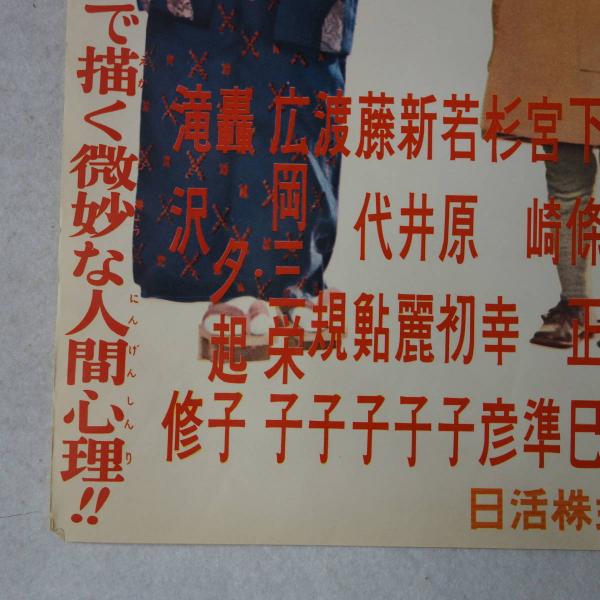 下條正巳
宮崎準
杉幸彦
若原初子
新井麗子
藤代鮎子
渡規子
広岡三栄子
轟夕起子
滝沢修
で描く微妙な人間心理!!
にんげんしんり
日活株